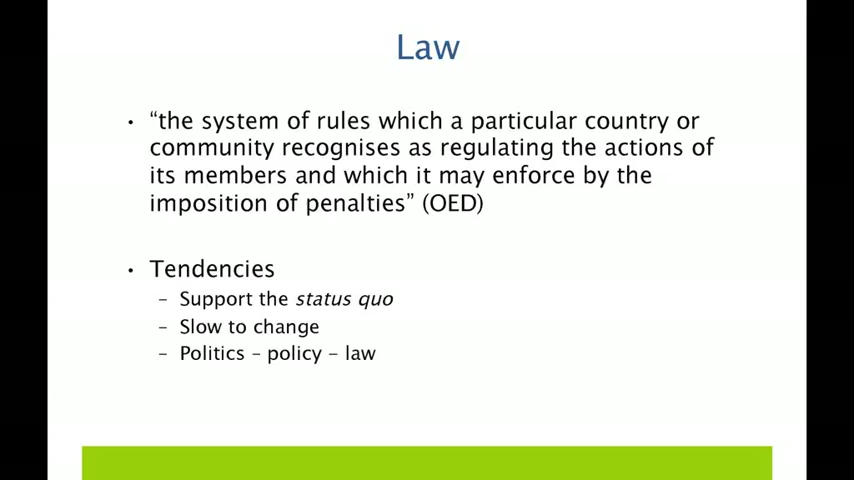 Law
• “the system of rules which a particular country or
community recognises as regulating the actions of
its members and which it may enforce by the
imposition of penalties” (OED)
• Tendencies
– Support the status quo
– Slow to change
– Politics – policy – law